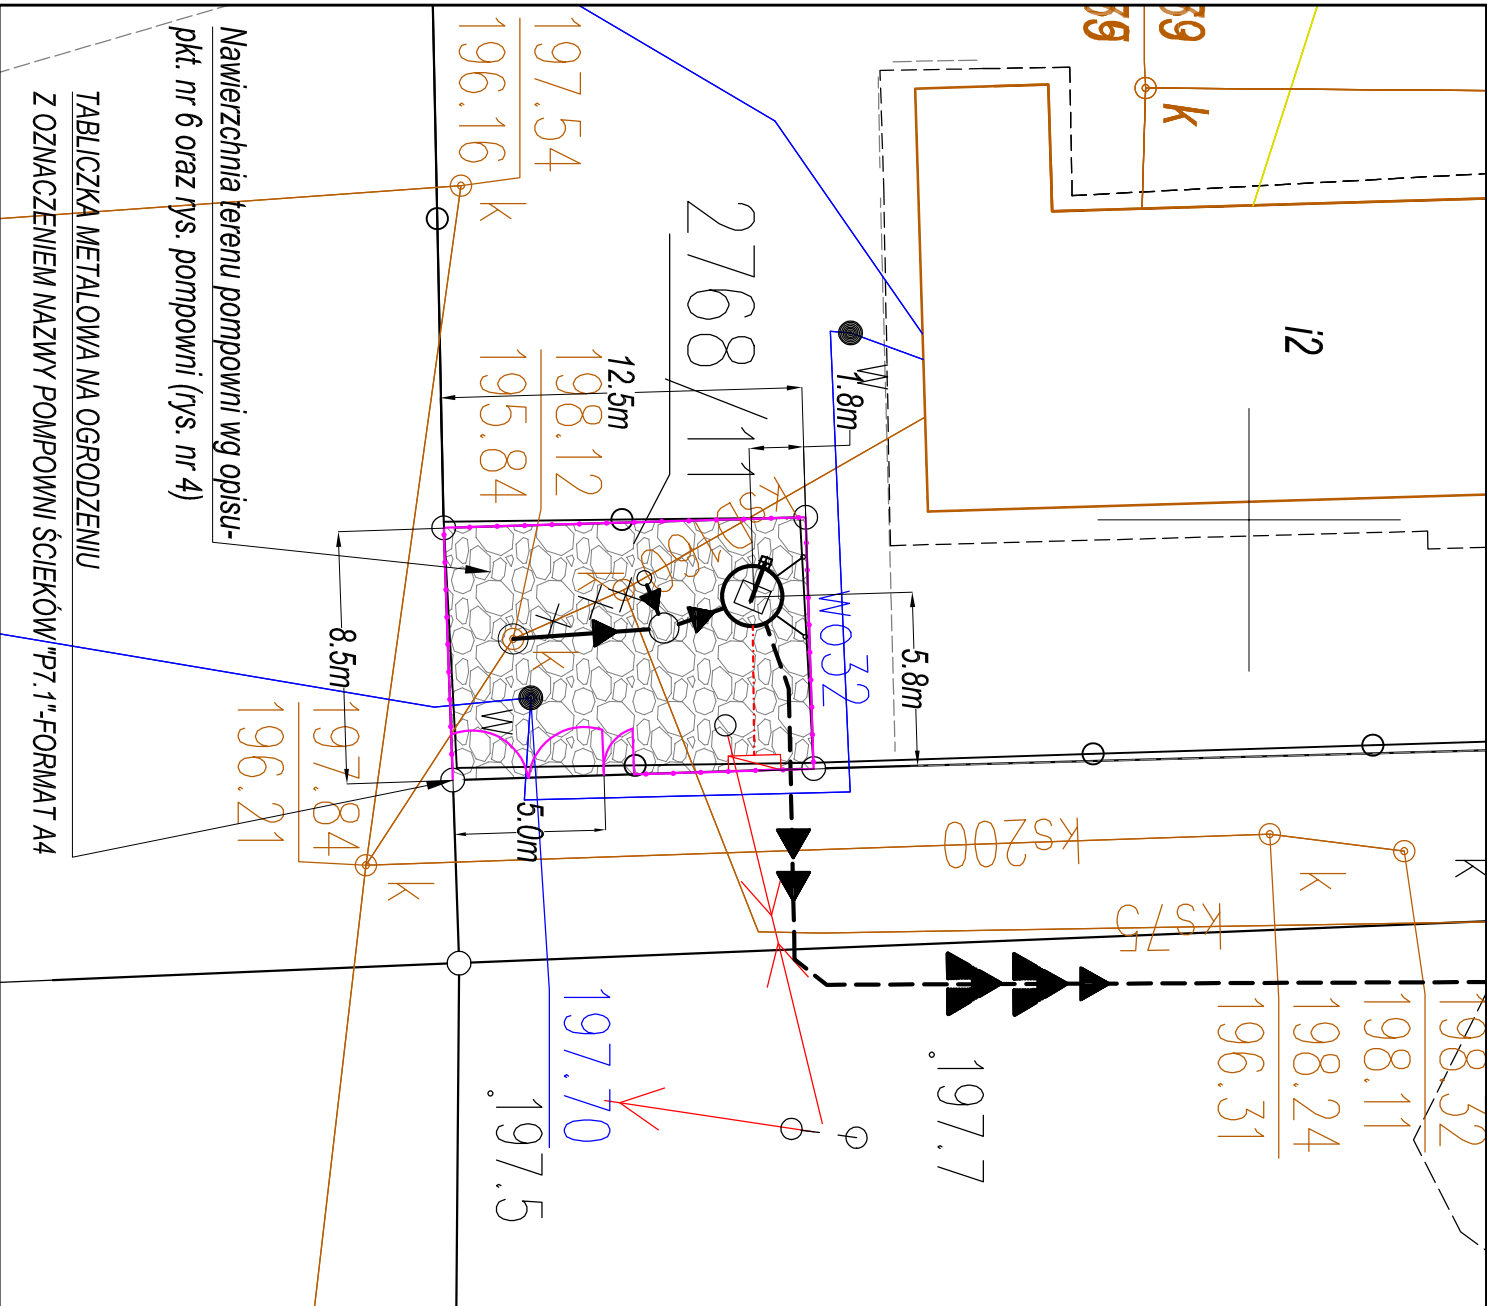 Nawierzchnia terenu pompowni wg opisu-
pkt. nr 6 oraz rys. pompowni (rys. nr 4)
TABLICZKA METALOWA NA OGRODZENIU
Z OZNACZENIEM NAZWY POMPOWNI ŚCIEKÓW "P7.1"-FORMAT A4
197.54
196.16
k
39
k
i2
2768/11
W
1.8m
12.5m
198.12
195.84
k
k
wo32
5.8m
8.5m
W
5.0m
197.84
196.21
k
ks200
k
k
ks75
197.70
197.5
197.7
198.24
196.31
198.32
198.11